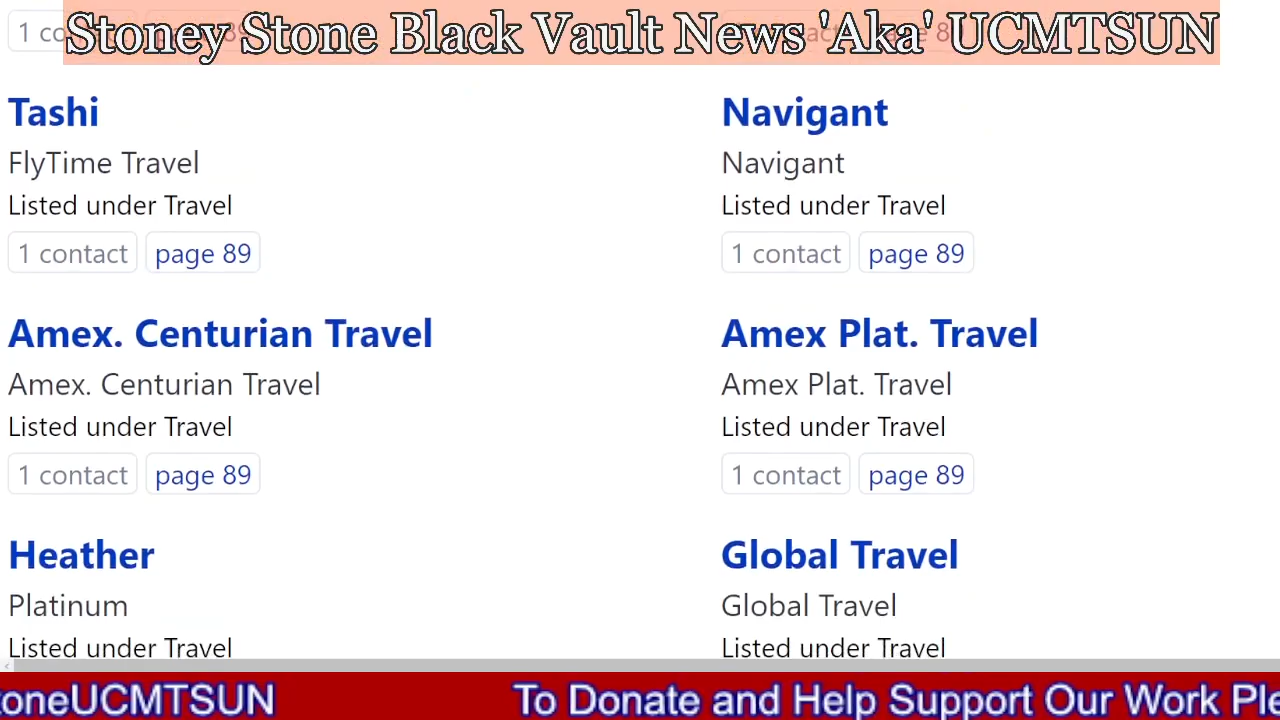 Stoney Stone Black Vault News 'Aka' UCMTSUN
Tashi
FlyTime Travel
Listed under Travel
1 contact page 89
Navigant
Navigant
Listed under Travel
1 contact page 89
Amex. Centurian Travel
Amex. Centurian Travel
Listed under Travel
1 contact page 89
Amex Plat. Travel
Amex Plat. Travel
Listed under Travel
1 contact page 89
Heather
Platinum
Listed under Travel
Global Travel
Global Travel
Listed under Travel
toneUCMTSUN To Donate and Help Support Our Work Ple